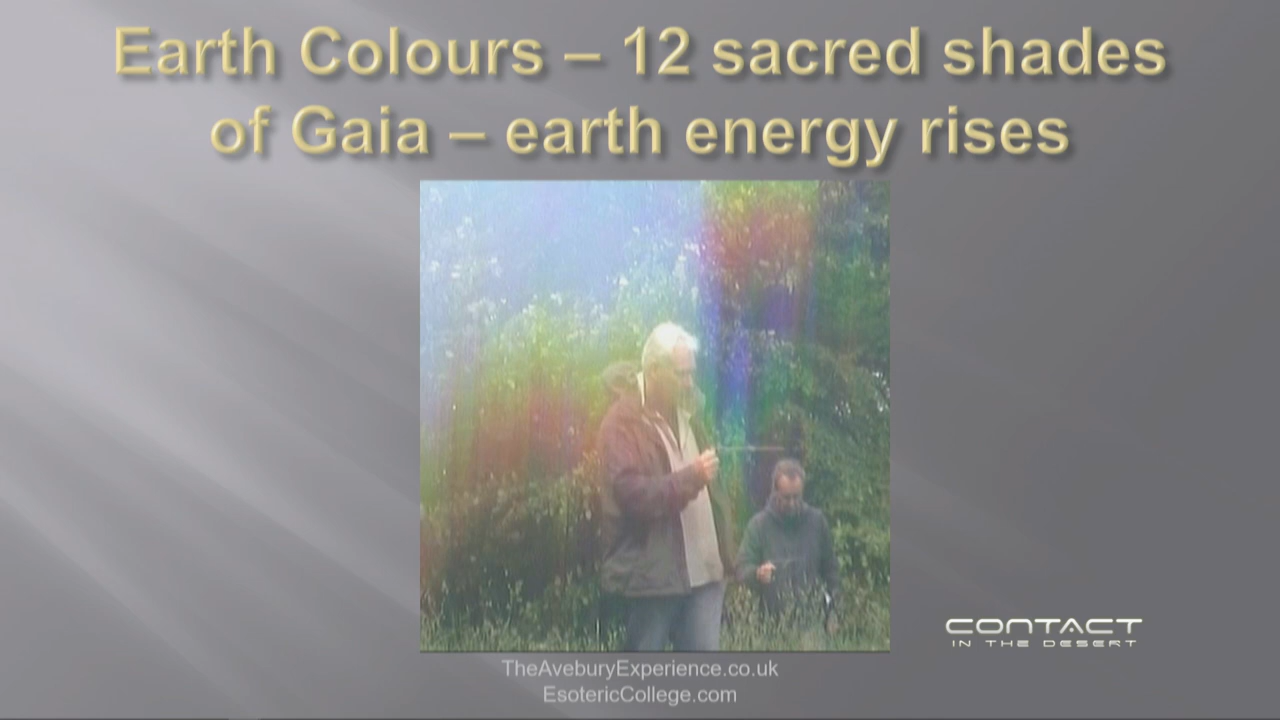 Earth Colours – 12 sacred shades
of Gaia – earth energy rises
CONTACT
IN THE DESERT
TheAveburyExperience.co.uk
EsotericCollege.com